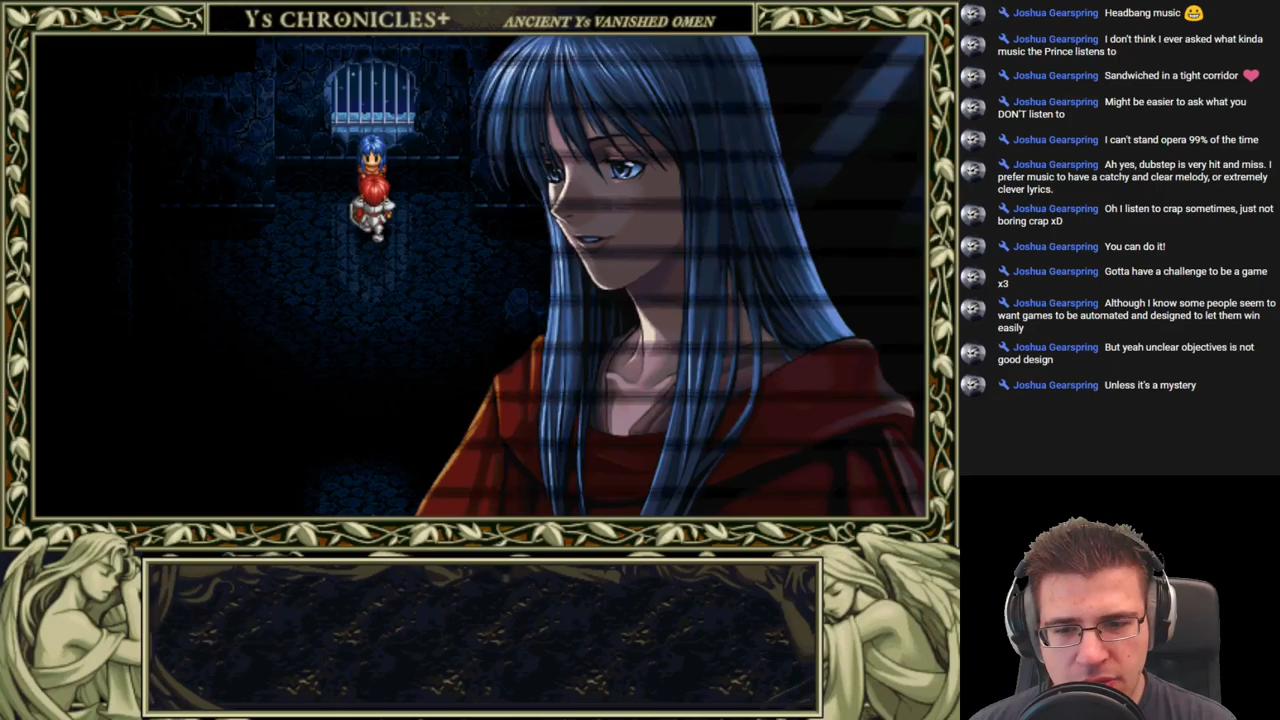 Ys CHRONICLES+
ANCIENT Ys VANISHED OMEN
Joshua Gearspring Headbang music 😬
Joshua Gearspring I don't think I ever asked what kinda
music the Prince listens to
Joshua Gearspring Sandwiched in a tight corridor ❤
Joshua Gearspring Might be easier to ask what you
DON'T listen to
Joshua Gearspring I can't stand opera 99% of the time
Joshua Gearspring Ah yes, dubstep is very hit and miss. I
prefer music to have a catchy and clear melody, or extremely
clever lyrics.
Joshua Gearspring Oh I listen to crap sometimes, just not
boring crap xD
Joshua Gearspring You can do it!
Joshua Gearspring Gotta have a challenge to be a game
x3
Joshua Gearspring Although I know some people seem to
want games to be automated and designed to let them win
easily
Joshua Gearspring But yeah unclear objectives is not
good design
Joshua Gearspring Unless it's a mystery